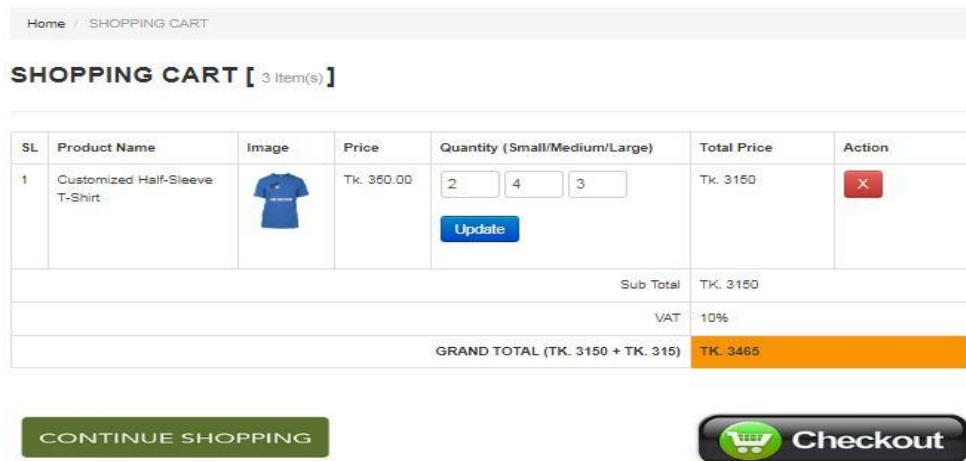 Home / SHOPPING CART
SHOPPING CART [ 3 Item(s) ]
SL Product Name Image Price Quantity (Small/Medium/Large) Total Price Action
1 Customized Half-Sleeve Tk. 350.00 2 4 3 Tk. 3150 X
T-Shirt
Update
Sub Total TK. 3150
VAT 10%
GRAND TOTAL (TK. 3150 + TK. 315) TK. 3465
CONTINUE SHOPPING Checkout